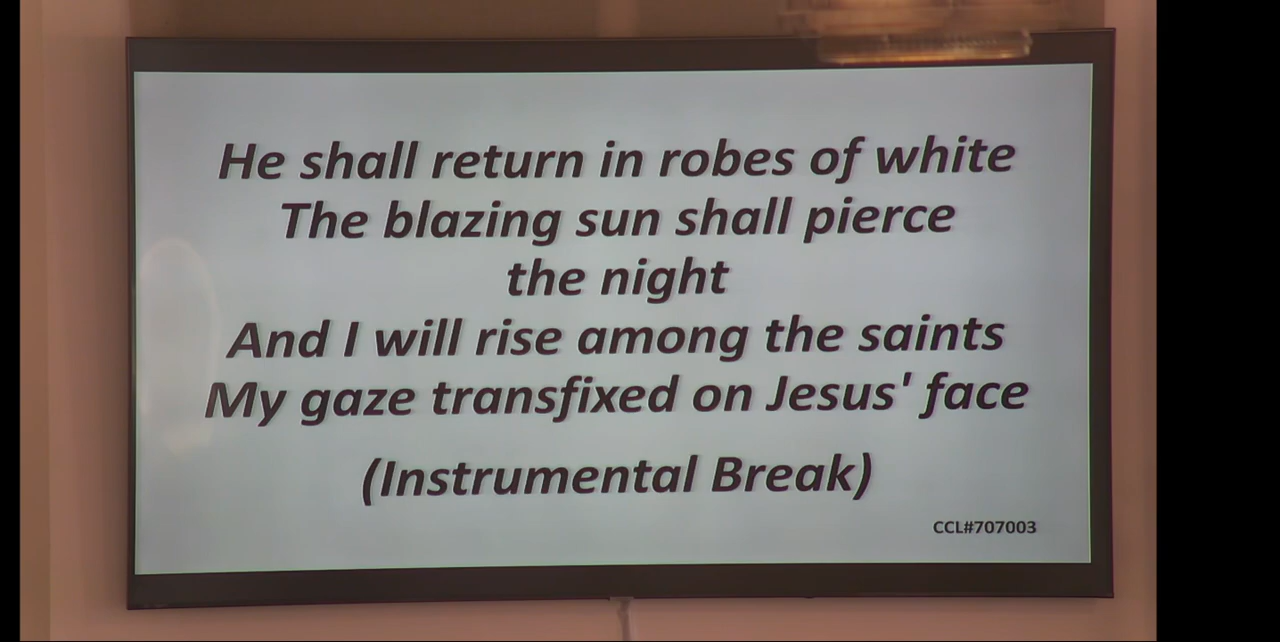 He shall return in robes of white
The blazing sun shall pierce
the night
And I will rise among the saints
My gaze transfixed on Jesus' face
(Instrumental Break)
CCL#707003